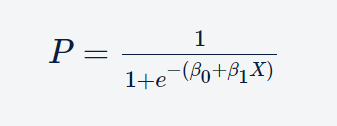 P = 1 / (1+e^−(β₀+β₁X))